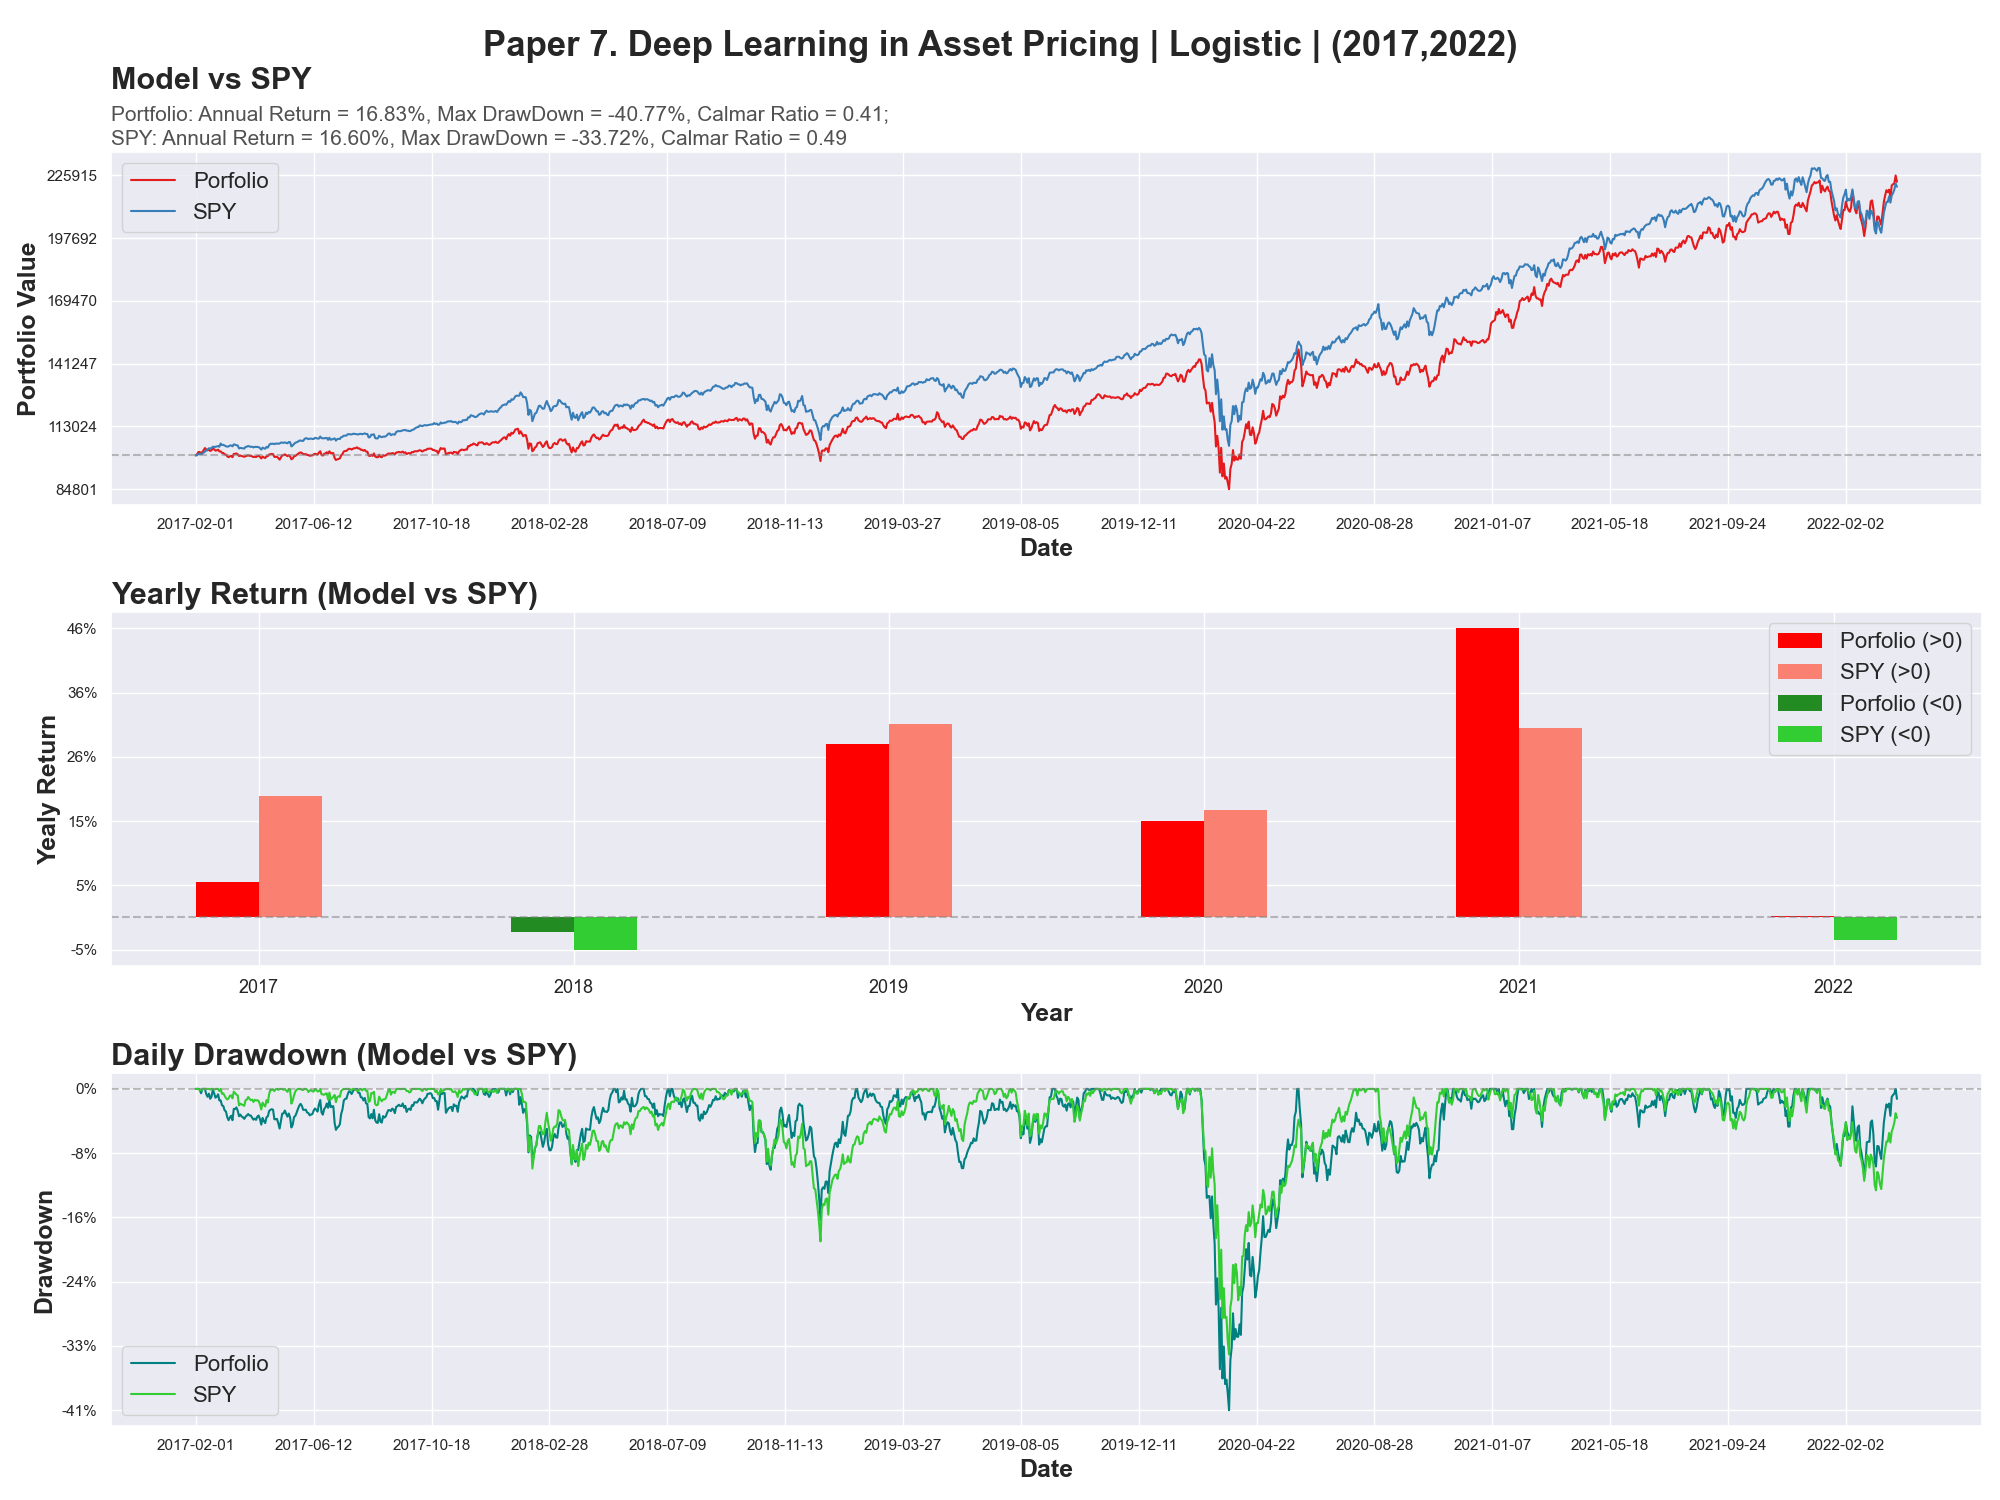 Paper 7. Deep Learning in Asset Pricing | Logistic | (2017,2022)
Model vs SPY
Portfolio: Annual Return = 16.83%, Max DrawDown = -40.77%, Calmar Ratio = 0.41;
SPY: Annual Return = 16.60%, Max DrawDown = -33.72%, Calmar Ratio = 0.49
Porfolio
SPY
Portfolio Value
225915
197692
169470
141247
113024
84801
2017-02-01 2017-06-12 2017-10-18 2018-02-28 2018-07-09 2018-11-13 2019-03-27 2019-08-05 2019-12-11 2020-04-22 2020-08-28 2021-01-07 2021-05-18 2021-09-24 2022-02-02
Date
Yearly Return (Model vs SPY)
Porfolio (>0)
SPY (>0)
Porfolio (<0)
SPY (<0)
Yealy Return
46%
36%
26%
15%
5%
-5%
2017 2018 2019 2020 2021 2022
Year
Daily Drawdown (Model vs SPY)
Drawdown
0%
-8%
-16%
-24%
-33%
-41%
Porfolio
SPY
2017-02-01 2017-06-12 2017-10-18 2018-02-28 2018-07-09 2018-11-13 2019-03-27 2019-08-05 2019-12-11 2020-04-22 2020-08-28 2021-01-07 2021-05-18 2021-09-24 2022-02-02
Date